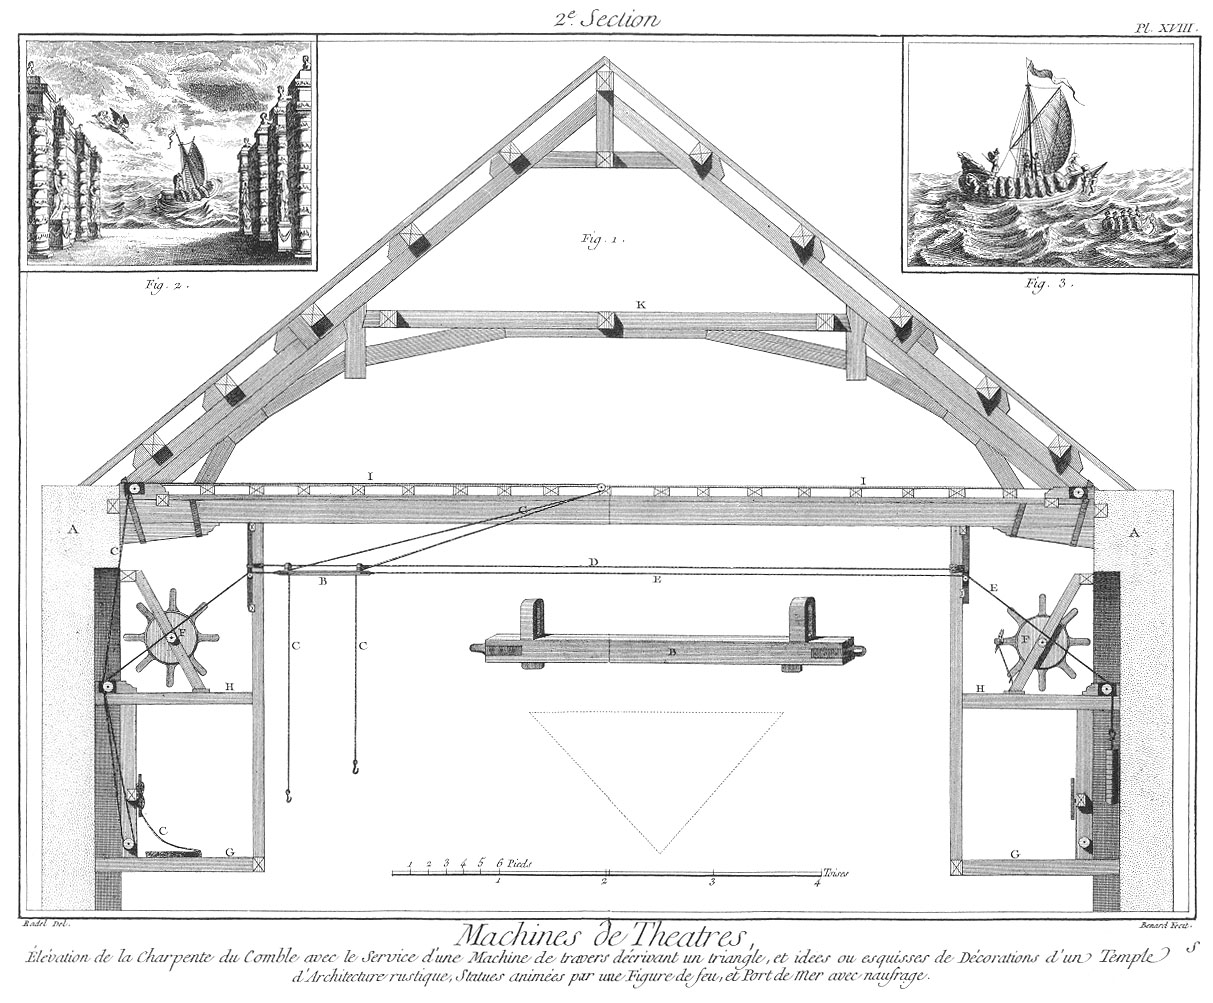 2e. Section
Pl. XVIII.
Fig. 1.
Fig. 2.
Fig. 3.
K
I
I
A
A
G
C
D
B
E
E
C
C
F
F
B
H
H
C
G
G
1 2 3 4 5 6 Pieds
1 2 3 4 Toises
Radel Del.
Benard Fecit.
Machines de Theatres,
Élévation de la Charpente du Comble avec le Service d'une Machine de travers décrivant un triangle, et idées ou esquisses de Décorations d'un Temple
d'Architecture rustique, Statues animées par une Figure de feu, et Port de Mer avec naufrage.
S